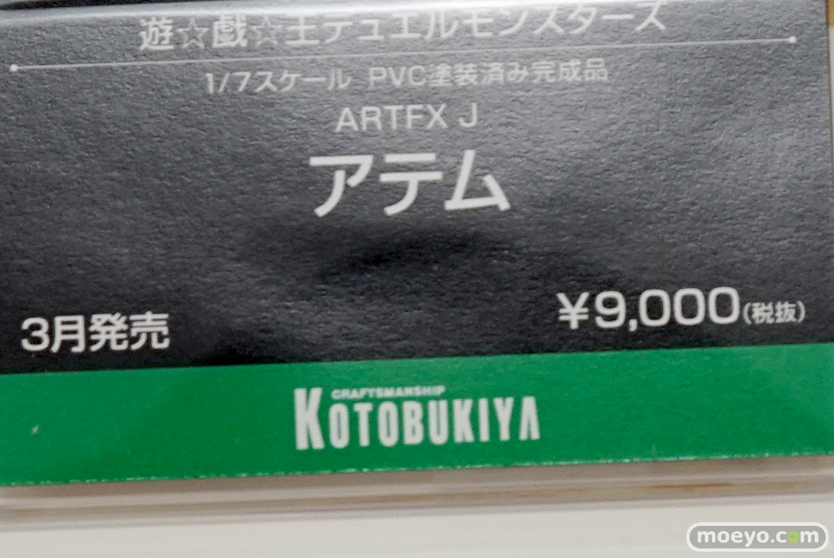 遊☆戯☆王デュエルモンスターズ
1/7スケール PVC塗装済み完成品
ARTFX J
アテム
3月発売
¥9,000(税抜)
CRAFTSMANSHIP
KOTOBUKIYA
moeyo.com